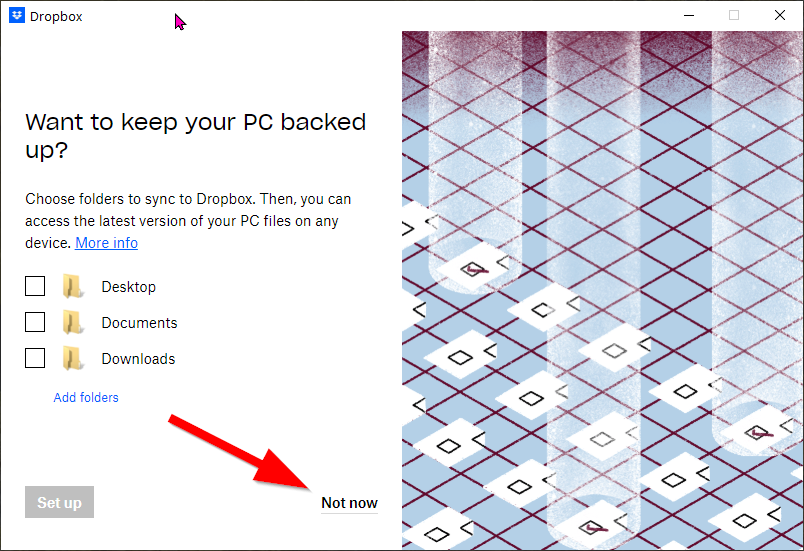 Dropbox
Want to keep your PC backed
up?
Choose folders to sync to Dropbox. Then, you can
access the latest version of your PC files on any
device. More info
Desktop
Documents
Downloads
Add folders
Set up
Not now